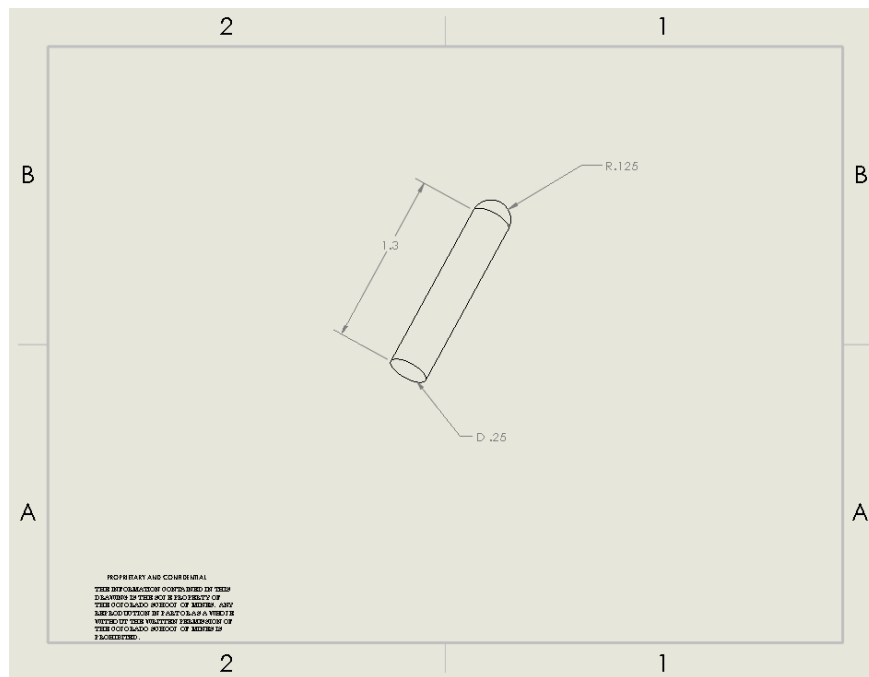 2 1
B B
R.125
1.3
D .25
A A
PROPRIETARY AND CONFIDENTIAL
THE INFORMATION CONTAINED IN THIS
DRAWING IS THE SOLE PROPERTY OF
THE COLORADO SCHOOL OF MINES. ANY
REPRODUCTION IN PART OR AS A WHOLE
WITHOUT THE WRITTEN PERMISSION OF
THE COLORADO SCHOOL OF MINES IS
PROHIBITED.
2 1